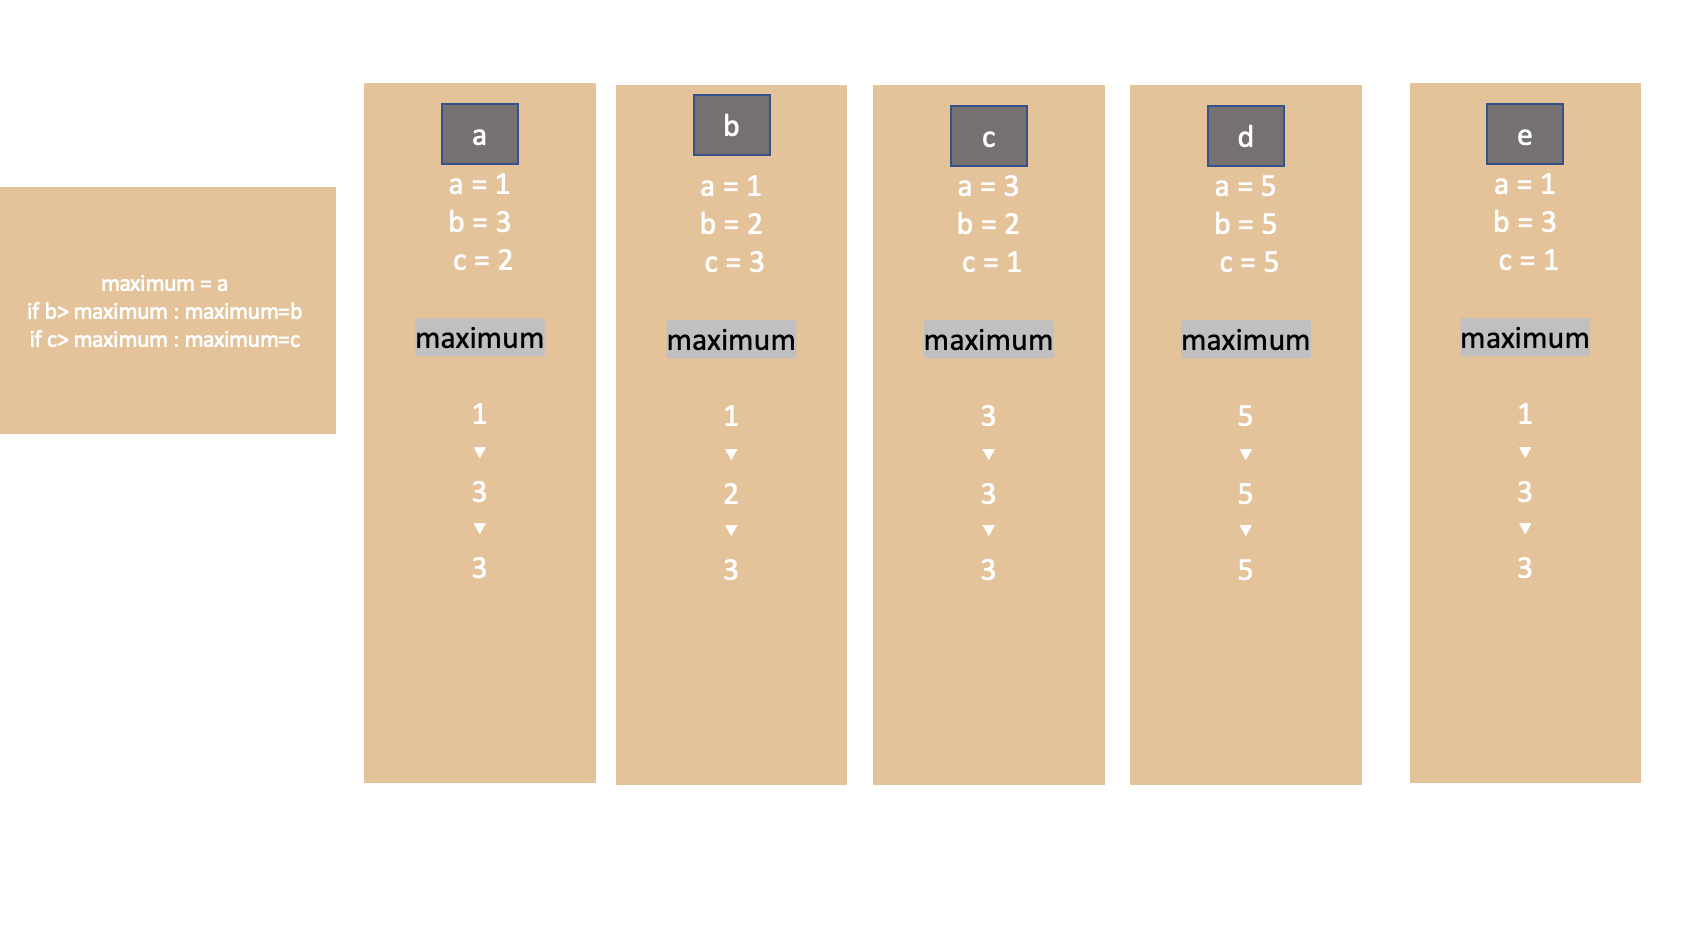 maximum = a
if b> maximum : maximum=b
if c> maximum : maximum=c
a
a = 1
b = 3
c = 2
maximum
1
3
3
b
a = 1
b = 2
c = 3
maximum
1
2
3
c
a = 3
b = 2
c = 1
maximum
3
3
3
d
a = 5
b = 5
c = 5
maximum
5
5
5
e
a = 1
b = 3
c = 1
maximum
1
3
3